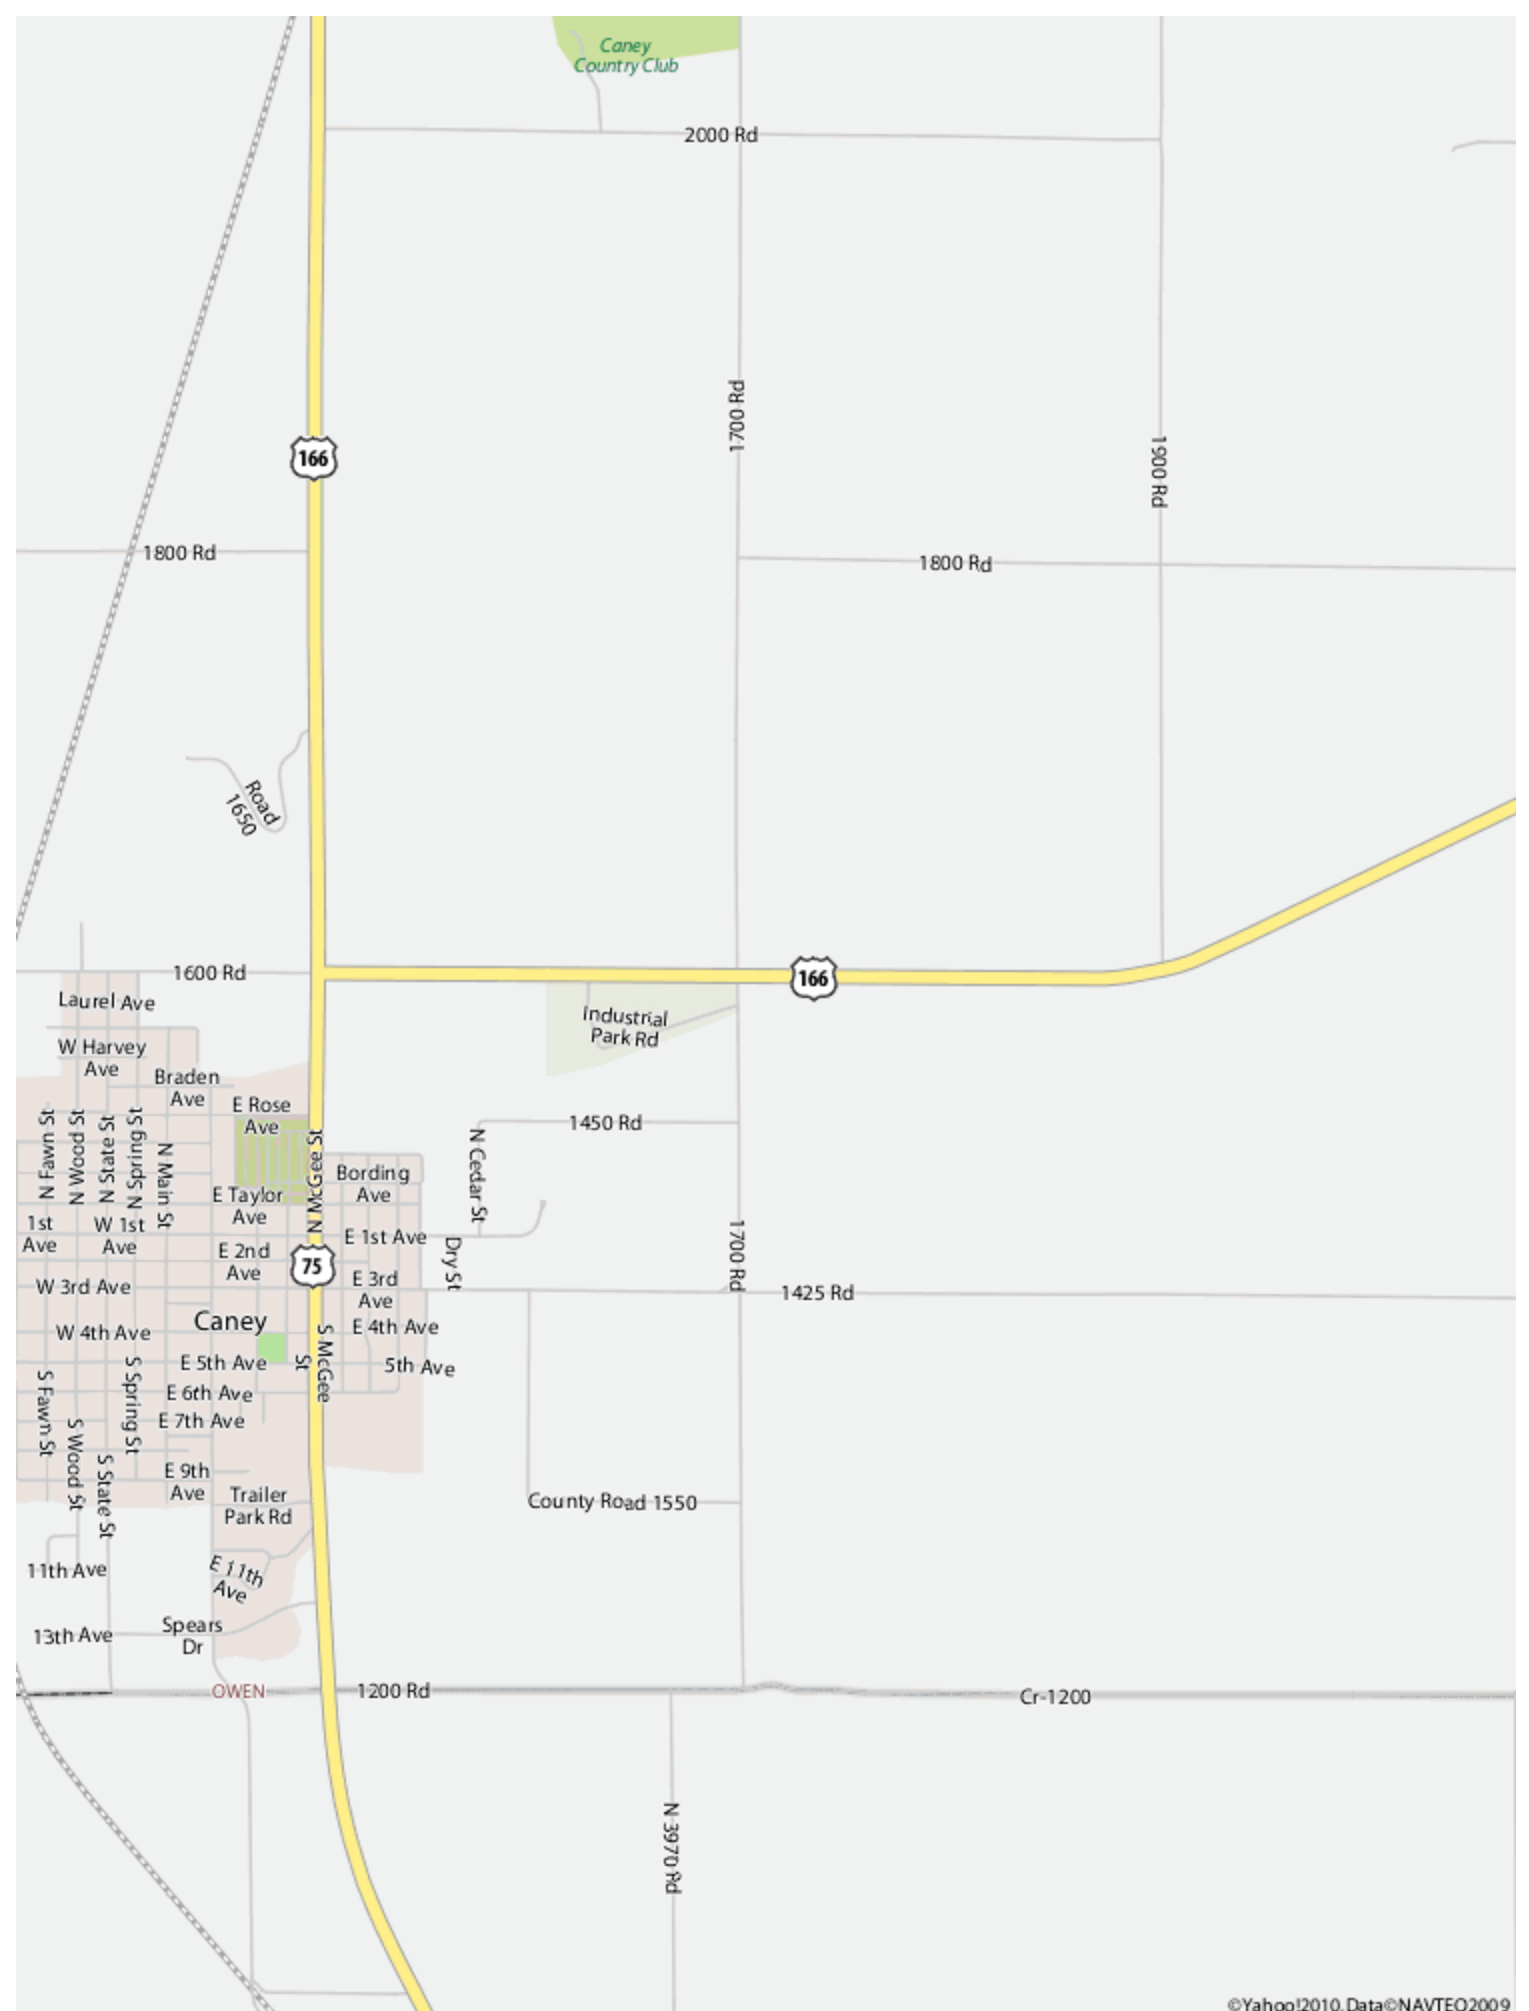 Caney
Country Club
2000 Rd
1700 Rd
166
1900 Rd
1800 Rd
1800 Rd
Road
1650
1600 Rd
166
Laurel Ave
Industrial
Park Rd
W Harvey
Ave
Braden
Ave
E Rose
Ave
1450 Rd
N Fawn St
N Wood St
N State St
N Spring St
N Main St
N McGee St
N Cedar St
Bording
Ave
E Taylor
Ave
1st
Ave
W 1st
Ave
E 1st Ave
Dry St
1700 Rd
E 2nd
Ave
75
W 3rd Ave
E 3rd
Ave
1425 Rd
Caney
W 4th Ave
E 4th Ave
S McGee
St
E 5th Ave
5th Ave
S Fawn St
S Spring St
E 6th Ave
E 7th Ave
S Wood St
S State St
E 9th
Ave
Trailer
Park Rd
County Road 1550
11th Ave
E 11th
Ave
13th Ave
Spears
Dr
OWEN
1200 Rd
Cr-1200
N 3970 Rd
©Yahoo!2010, Data©NAVTEQ2009